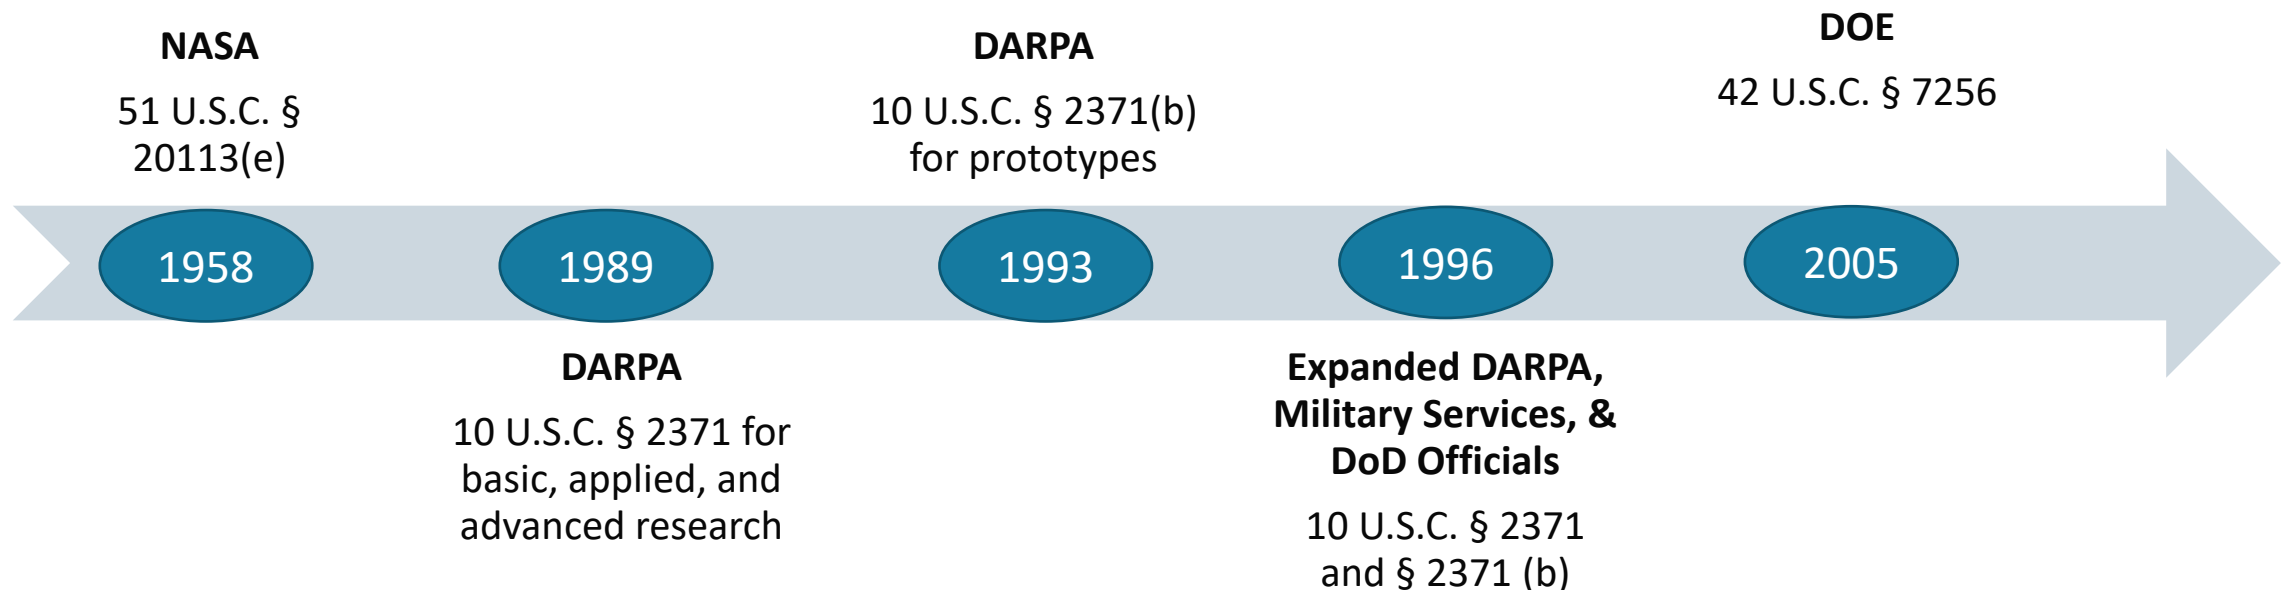 NASA
51 U.S.C. §
20113(e)
DARPA
10 U.S.C. § 2371(b)
for prototypes
DOE
42 U.S.C. § 7256
1958
1989
1993
1996
2005
DARPA
10 U.S.C. § 2371 for
basic, applied, and
advanced research
Expanded DARPA,
Military Services, &
DoD Officials
10 U.S.C. § 2371
and § 2371 (b)